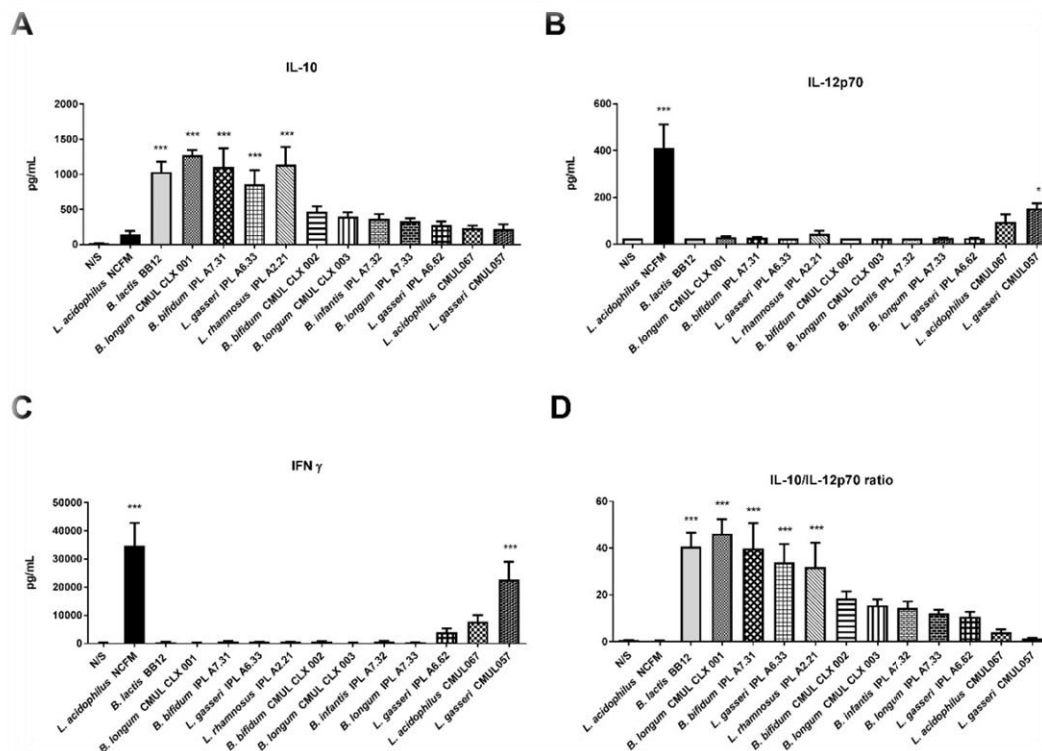 A
IL-10
2000
1500
1000
500
0
pg/mL
***
***
***
***
***
N/S
L. acidophilus NCFM
B. lactis BB12
B. longum CMUL CLX 001
B. bifidum IPL A7.31
L. gasseri IPL A6.33
L. rhamnosus IPL A2.21
B. bifidum CMUL CLX 002
B. longum CMUL CLX 003
B. infantis IPL A7.32
B. longum IPL A7.33
L. gasseri IPL A6.62
L. acidophilus CMUL067
L. gasseri CMUL057
B
IL-12p70
600
400
200
0
pg/mL
***
*
N/S
L. acidophilus NCFM
B. lactis BB12
B. longum CMUL CLX 001
B. bifidum IPL A7.31
L. gasseri IPL A6.33
L. rhamnosus IPL A2.21
B. bifidum CMUL CLX 002
B. longum CMUL CLX 003
B. infantis IPL A7.32
B. longum IPL A7.33
L. gasseri IPL A6.62
L. acidophilus CMUL067
L. gasseri CMUL057
C
IFN γ
50000
40000
30000
20000
10000
0
pg/mL
***
***
N/S
L. acidophilus NCFM
B. lactis BB12
B. longum CMUL CLX 001
B. bifidum IPL A7.31
L. gasseri IPL A6.33
L. rhamnosus IPL A2.21
B. bifidum CMUL CLX 002
B. longum CMUL CLX 003
B. infantis IPL A7.32
B. longum IPL A7.33
L. gasseri IPL A6.62
L. acidophilus CMUL067
L. gasseri CMUL057
D
IL-10/IL-12p70 ratio
60
40
20
0
***
***
***
***
***
N/S
L. acidophilus NCFM
B. lactis BB12
B. longum CMUL CLX 001
B. bifidum IPL A7.31
L. gasseri IPL A6.33
L. rhamnosus IPL A2.21
B. bifidum CMUL CLX 002
B. longum CMUL CLX 003
B. infantis IPL A7.32
B. longum IPL A7.33
L. gasseri IPL A6.62
L. acidophilus CMUL067
L. gasseri CMUL057